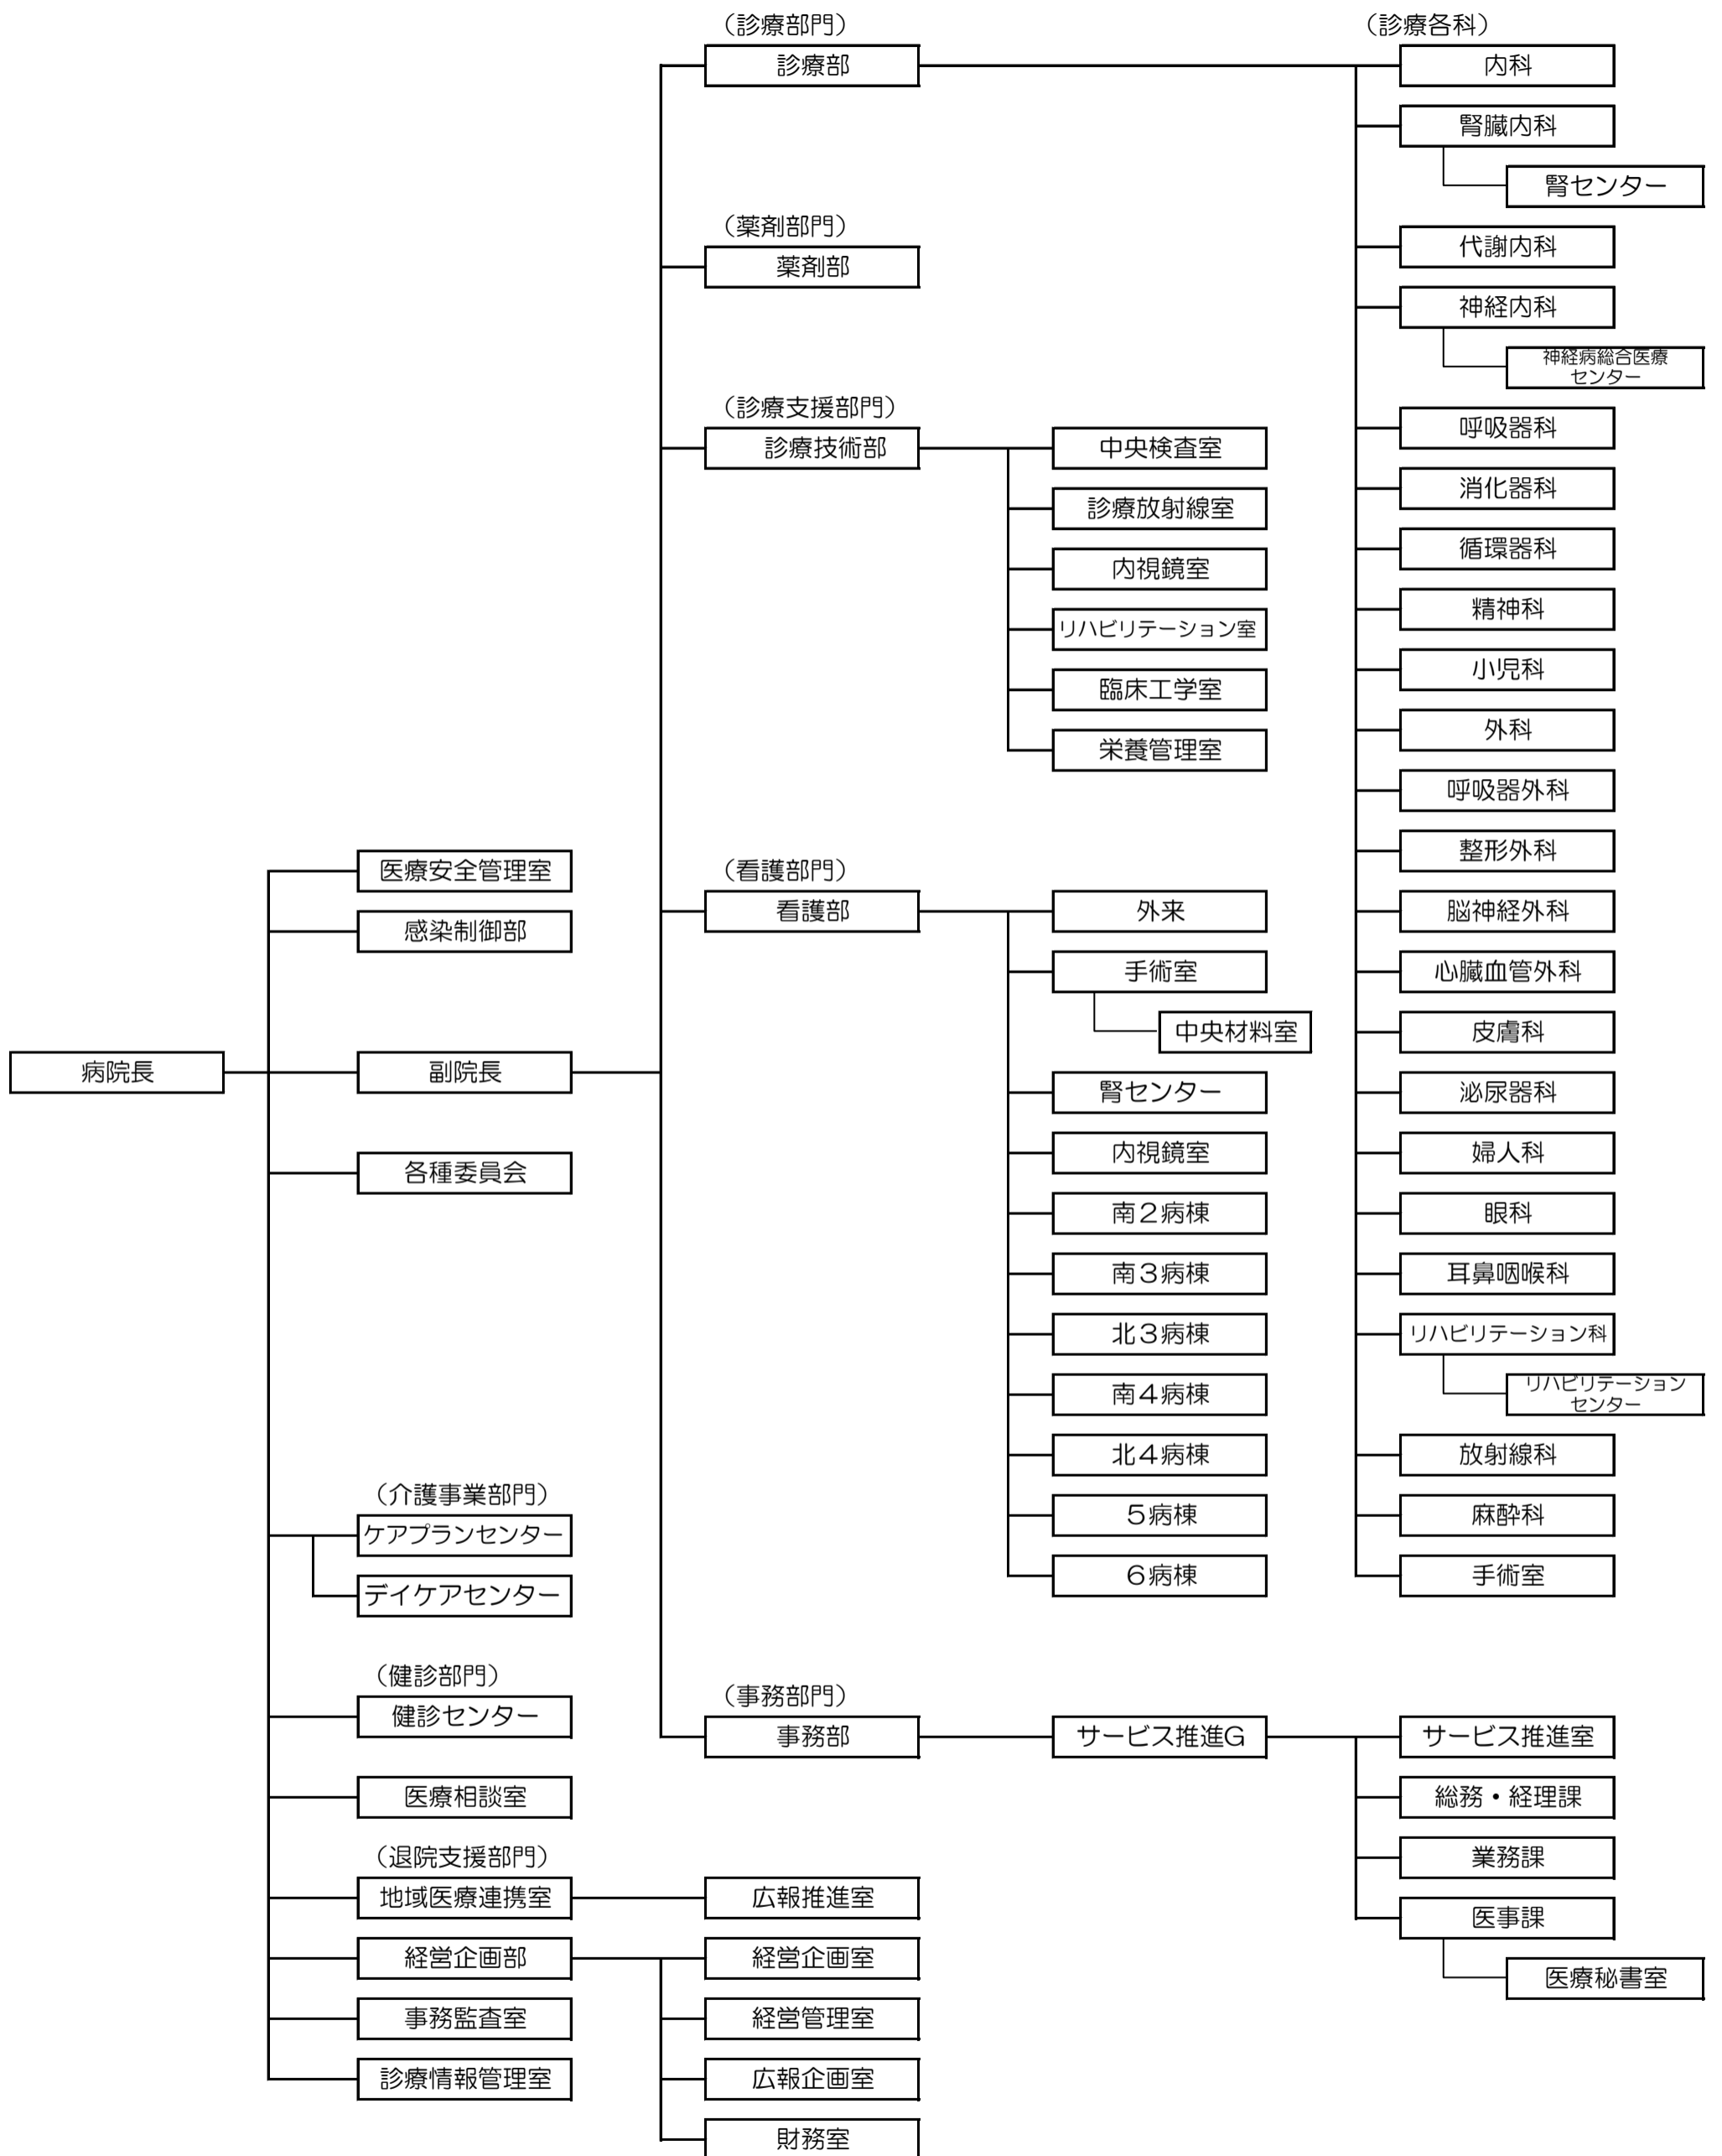 （診療部門）
診療部
（診療各科）
内科
腎臓内科
腎センター
（薬剤部門）
薬剤部
代謝内科
神経内科
神経病総合医療
センター
（診療支援部門）
診療技術部
中央検査室
呼吸器科
診療放射線室
消化器科
内視鏡室
循環器科
リハビリテーション室
精神科
臨床工学室
小児科
栄養管理室
外科
呼吸器外科
医療安全管理室
整形外科
（看護部門）
看護部
外来
脳神経外科
感染制御部
手術室
心臓血管外科
中央材料室
皮膚科
病院長
副院長
腎センター
泌尿器科
各種委員会
内視鏡室
婦人科
南２病棟
眼科
南３病棟
耳鼻咽喉科
北３病棟
リハビリテーション科
南４病棟
リハビリテーション
センター
北４病棟
放射線科
（介護事業部門）
ケアプランセンター
５病棟
麻酔科
デイケアセンター
６病棟
手術室
（健診部門）
健診センター
（事務部門）
事務部
サービス推進G
サービス推進室
医療相談室
総務・経理課
（退院支援部門）
業務課
地域医療連携室
広報推進室
医事課
経営企画部
経営企画室
医療秘書室
事務監査室
経営管理室
診療情報管理室
広報企画室
財務室